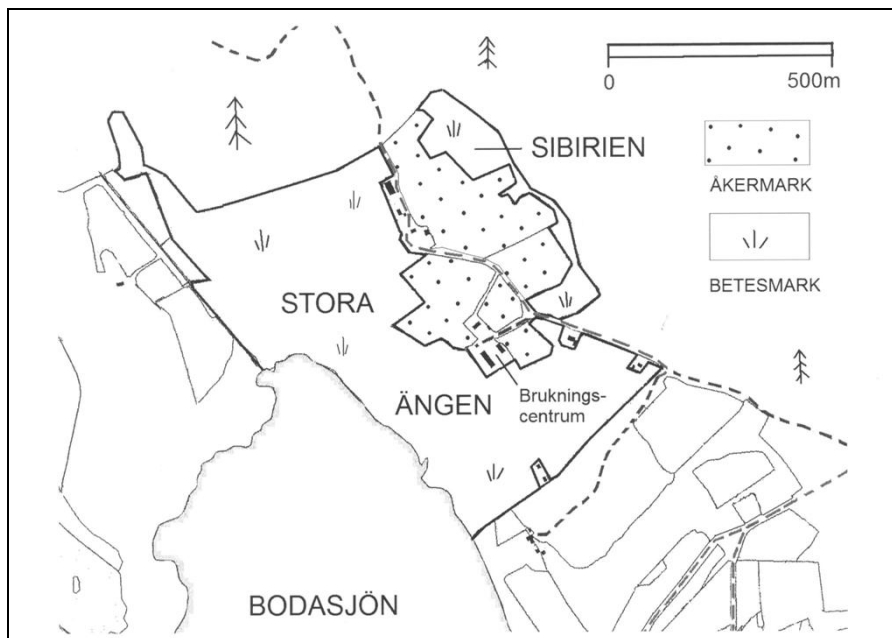 0 500m
SIBIRIEN
ÅKERMARK
BETESMARK
STORA
ÄNGEN
Bruknings-
centrum
BODASJÖN